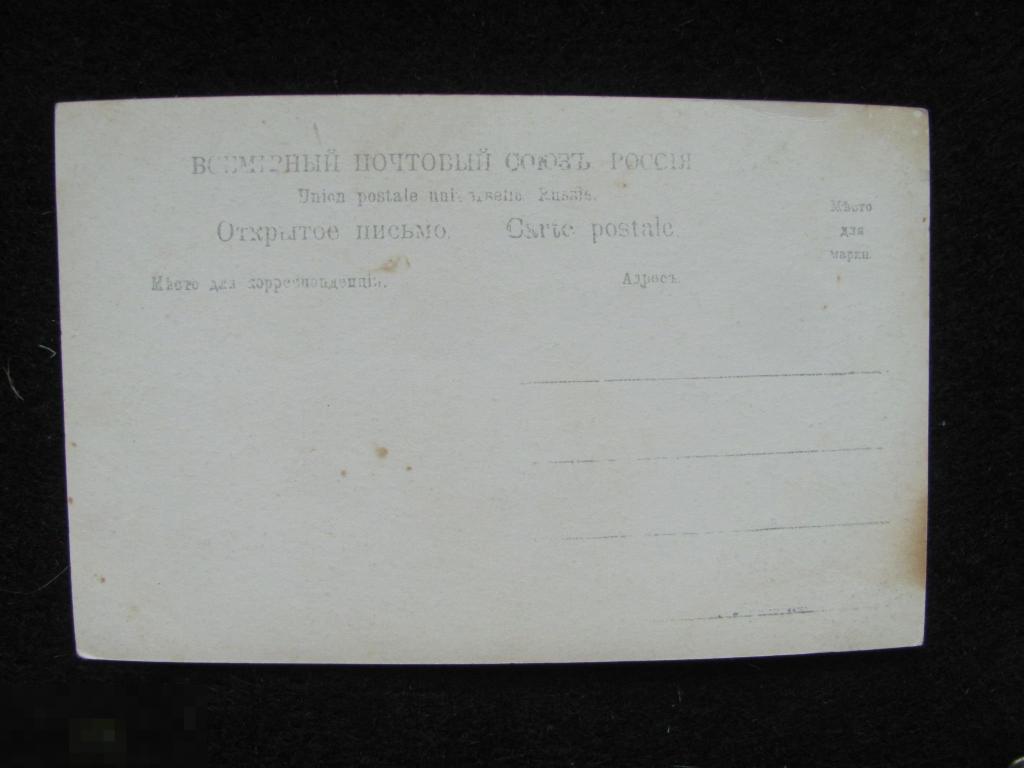 ВСЕМІРНЫЙ ПОЧТОВЫЙ СОЮЗЪ РОССІЯ
Union postale universelle Russie.
Открытое письмо. Carte postale.
Мѣсто
для
марки.
Мѣсто для корреспонденціи.
Адресъ.